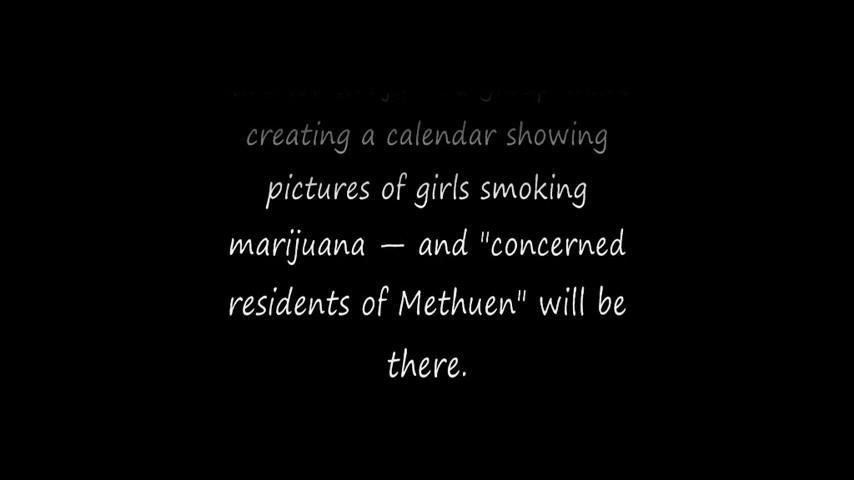 creating a calendar showing
pictures of girls smoking
marijuana — and "concerned
residents of Methuen" will be
there.